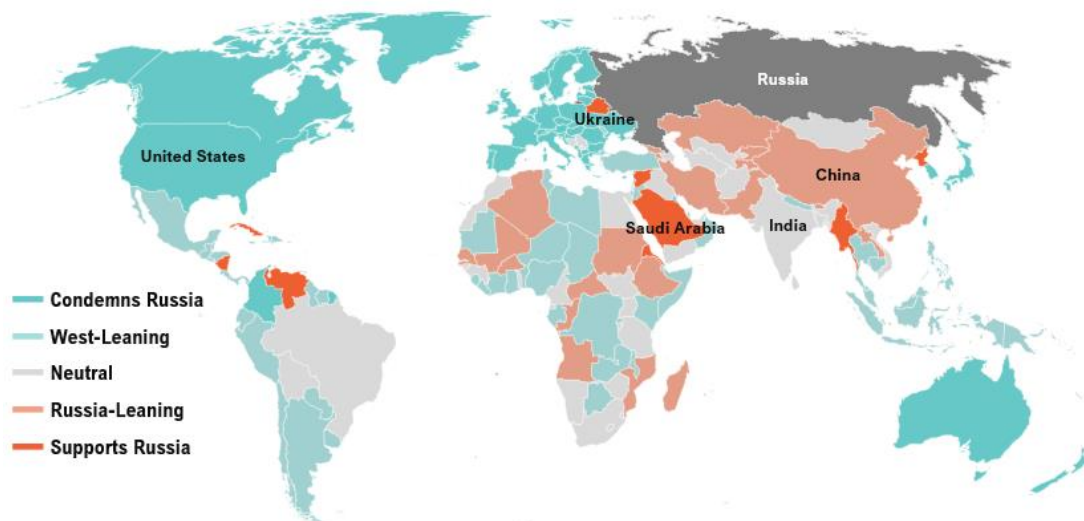 Russia
Ukraine
United States
China
India
Saudi Arabia
Condemns Russia
West-Leaning
Neutral
Russia-Leaning
Supports Russia